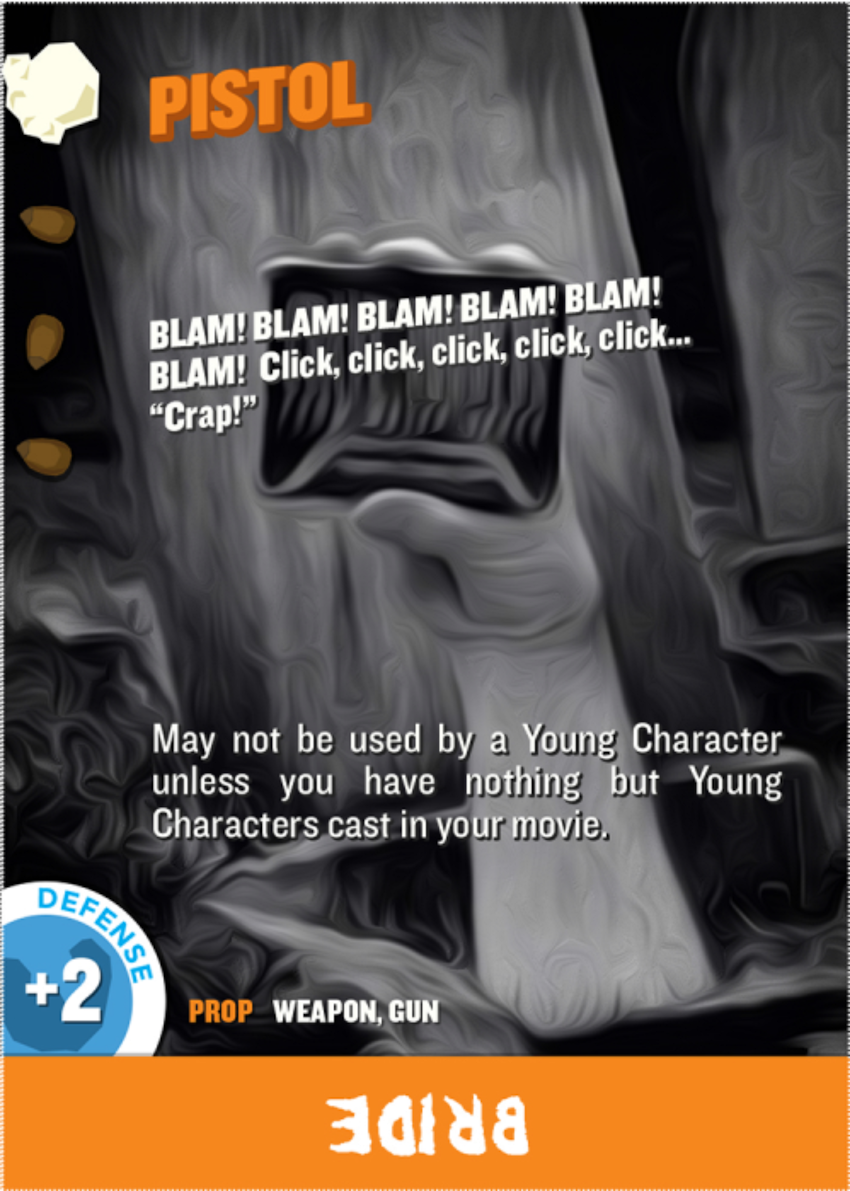 PISTOL
BLAM! BLAM! BLAM! BLAM! BLAM!
BLAM! Click, click, click, click, click...
“Crap!”
May not be used by a Young Character
unless you have nothing but Young
Characters cast in your movie.
DEFENSE
+2
PROP WEAPON, GUN
BRIDE